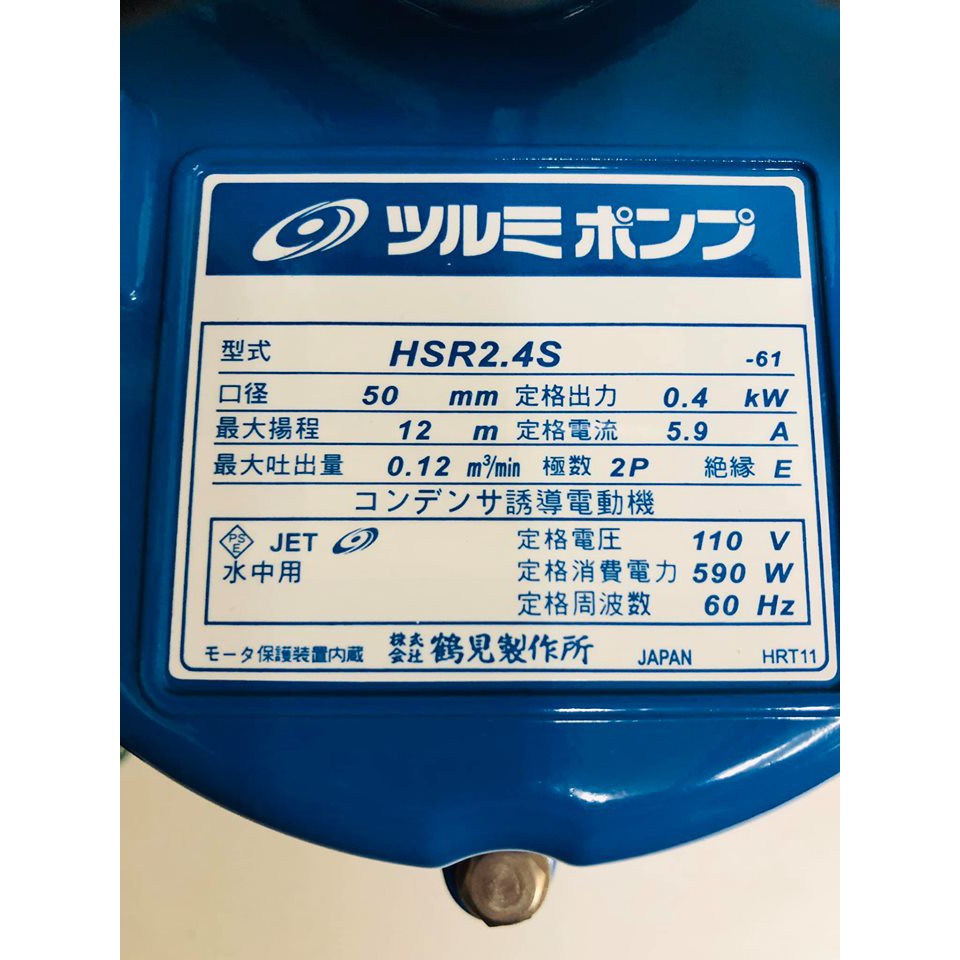 ツルミポンプ
型式 HSR2.4S -61
口径 50 mm 定格出力 0.4 kW
最大揚程 12 m 定格電流 5.9 A
最大吐出量 0.12 m³/min 極数 2P 絶縁 E
コンデンサ誘導電動機
PSE JET 定格電圧 110 V
水中用 定格消費電力 590 W
定格周波数 60 Hz
モータ保護装置内蔵 株式会社 鶴見製作所 JAPAN HRT11